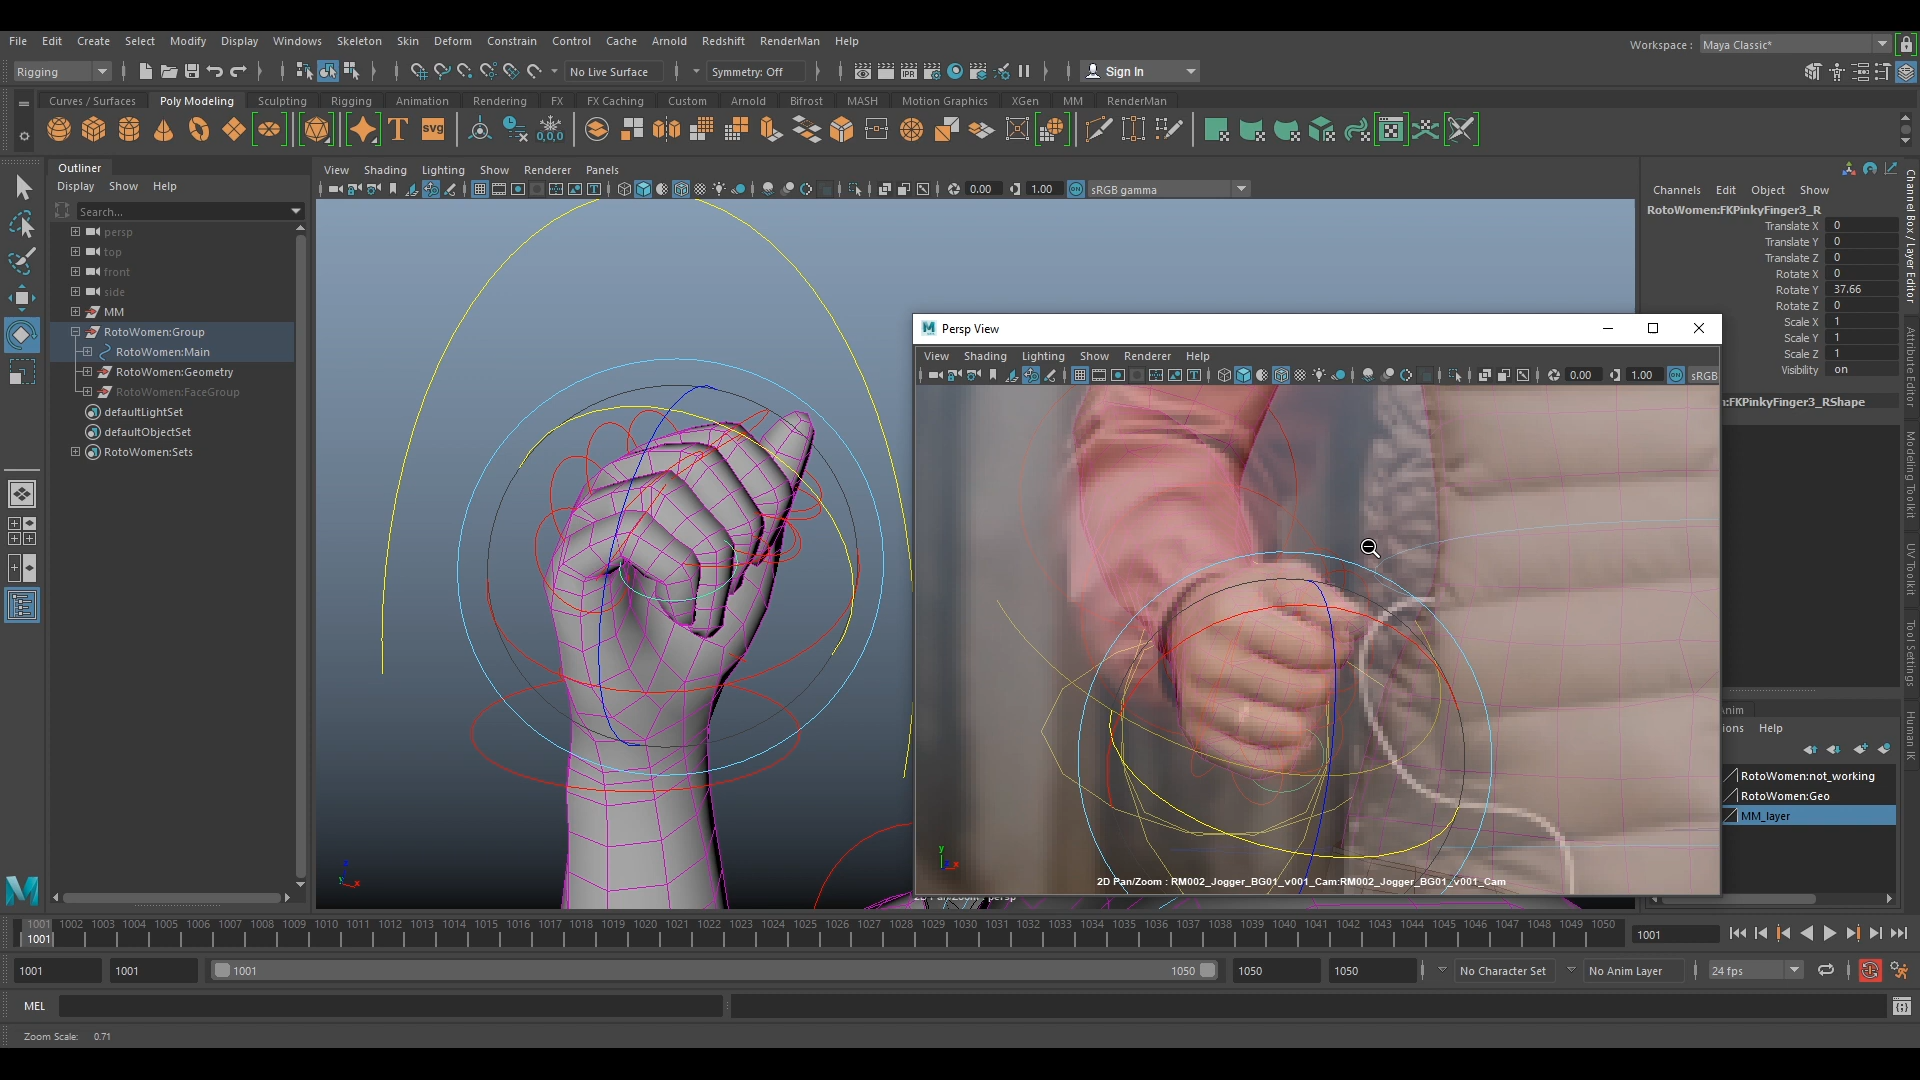 File Edit Create Select Modify Display Windows Skeleton Skin Deform Constrain Control Cache Arnold Redshift RenderMan Help
Workspace : Maya Classic*
Rigging No Live Surface Symmetry: Off Sign In
Curves / Surfaces Poly Modeling Sculpting Rigging Animation Rendering FX FX Caching Custom Arnold Bifrost MASH Motion Graphics XGen MM RenderMan
T svg 0,0,0
Outliner
Display Show Help
Search...
persp
top
front
side
MM
RotoWomen:Group
RotoWomen:Main
RotoWomen:Geometry
RotoWomen:FaceGroup
defaultLightSet
defaultObjectSet
RotoWomen:Sets
View Shading Lighting Show Renderer Panels
0.00 1.00 ON sRGB gamma
M Persp View
View Shading Lighting Show Renderer Help
0.00 1.00 ON sRGB
2D Pan/Zoom : RM002_Jogger_BG01_v001_Cam:RM002_Jogger_BG01_v001_Cam
Channels Edit Object Show
RotoWomen:FKPinkyFinger3_R
Translate X 0
Translate Y 0
Translate Z 0
Rotate X 0
Rotate Y 37.66
Rotate Z 0
Scale X 1
Scale Y 1
Scale Z 1
Visibility on
:FKPinkyFinger3_RShape
Anim
ions Help
RotoWomen:not_working
RotoWomen:Geo
MM_layer
Channel Box / Layer Editor
Attribute Editor
Modeling Toolkit
UV Toolkit
Tool Settings
Human IK
1001 1002 1003 1004 1005 1006 1007 1008 1009 1010 1011 1012 1013 1014 1015 1016 1017 1018 1019 1020 1021 1022 1023 1024 1025 1026 1027 1028 1029 1030 1031 1032 1033 1034 1035 1036 1037 1038 1039 1040 1041 1042 1043 1044 1045 1046 1047 1048 1049 1050
1001 1001
1001 1001 1001 1050 1050 1050 No Character Set No Anim Layer 24 fps
MEL
Zoom Scale: 0.71